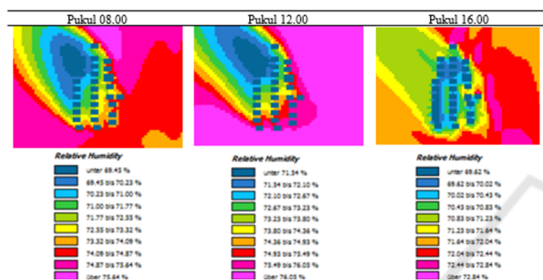 Pukul 08.00 Pukul 12.00 Pukul 16.00
Relative Humidity
unter 69.45 %
69.45 bis 70.23 %
70.23 bis 71.00 %
71.00 bis 71.77 %
71.77 bis 72.55 %
72.55 bis 73.32 %
73.32 bis 74.09 %
74.09 bis 74.87 %
74.87 bis 75.64 %
über 75.64 %
Relative Humidity
unter 71.54 %
71.54 bis 72.10 %
72.10 bis 72.67 %
72.67 bis 73.23 %
73.23 bis 73.80 %
73.80 bis 74.36 %
74.36 bis 74.93 %
74.93 bis 75.49 %
75.49 bis 76.05 %
über 76.05 %
Relative Humidity
unter 69.62 %
69.62 bis 70.02 %
70.02 bis 70.43 %
70.43 bis 70.83 %
70.83 bis 71.23 %
71.23 bis 71.64 %
71.64 bis 72.04 %
72.04 bis 72.44 %
72.44 bis 72.84 %
über 72.84 %